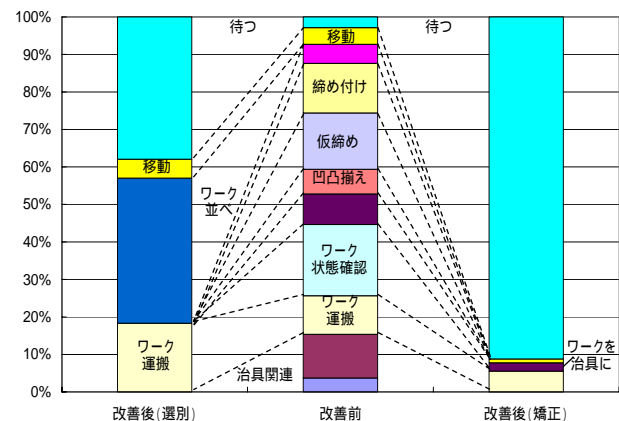 100%
90%
80%
70%
60%
50%
40%
30%
20%
10%
0%
待つ
待つ
移動
締め付け
仮締め
凹凸揃え
ワーク
状態確認
ワーク
運搬
治具関連
移動
ワーク
並べ
ワーク
運搬
ワークを
治具に
改善後(選別)
改善前
改善後(矯正)